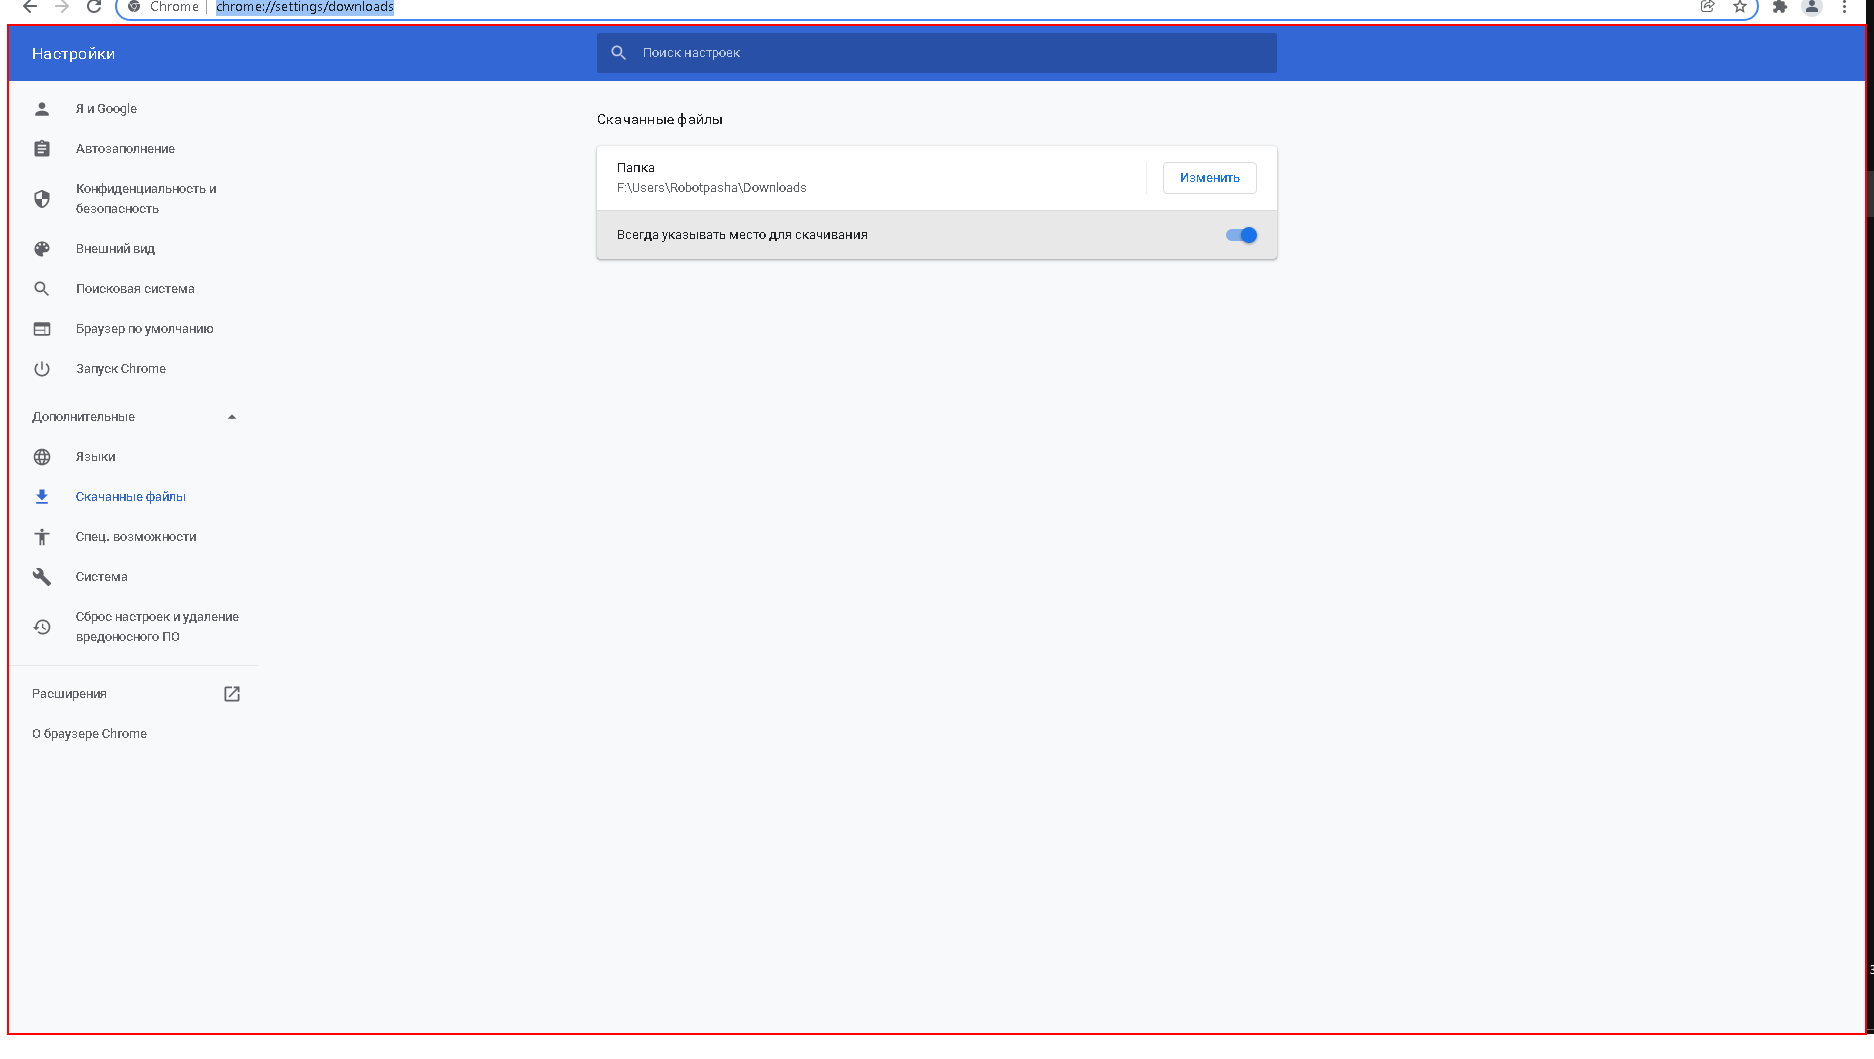 Chrome
chrome://settings/downloads
Настройки
Поиск настроек
Я и Google
Автозаполнение
Конфиденциальность и
безопасность
Внешний вид
Поисковая система
Браузер по умолчанию
Запуск Chrome
Дополнительные
Языки
Скачанные файлы
Спец. возможности
Система
Сброс настроек и удаление
вредоносного ПО
Расширения
О браузере Chrome
Скачанные файлы
Папка
F:\Users\Robotpasha\Downloads
Изменить
Всегда указывать место для скачивания